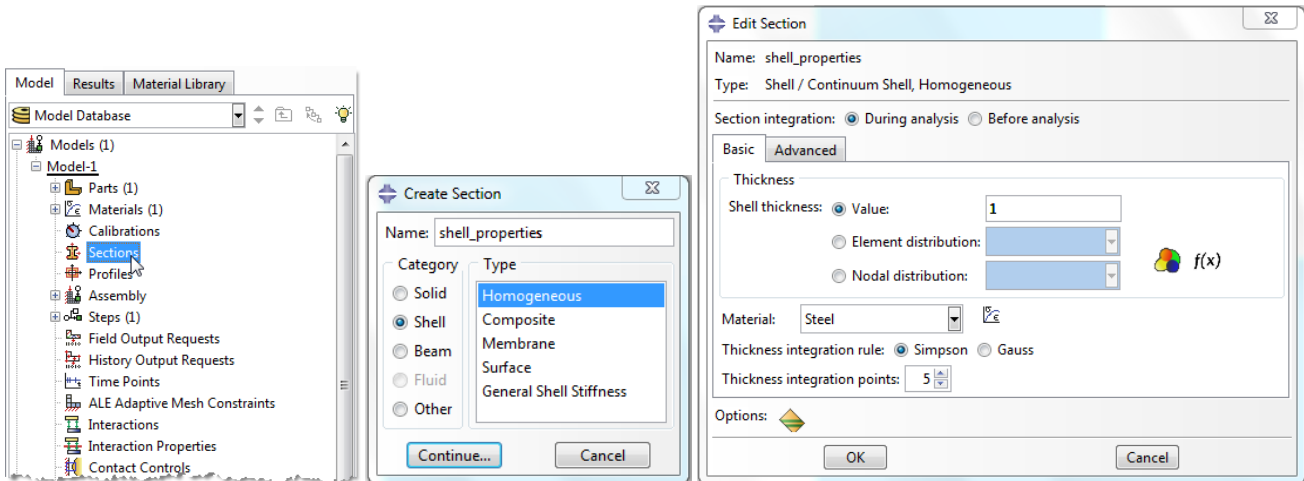 Model Results Material Library
Model Database
Models (1)
Model-1
Parts (1)
Materials (1)
Calibrations
Sections
Profiles
Assembly
Steps (1)
Field Output Requests
History Output Requests
Time Points
ALE Adaptive Mesh Constraints
Interactions
Interaction Properties
Contact Controls
Create Section
Name: shell_properties
Category
Solid
Shell
Beam
Fluid
Other
Type
Homogeneous
Composite
Membrane
Surface
General Shell Stiffness
Continue... Cancel
Edit Section
Name: shell_properties
Type: Shell / Continuum Shell, Homogeneous
Section integration: During analysis Before analysis
Basic Advanced
Thickness
Shell thickness: Value: 1
Element distribution:
Nodal distribution:
f(x)
Material: Steel
Thickness integration rule: Simpson Gauss
Thickness integration points: 5
Options:
OK Cancel